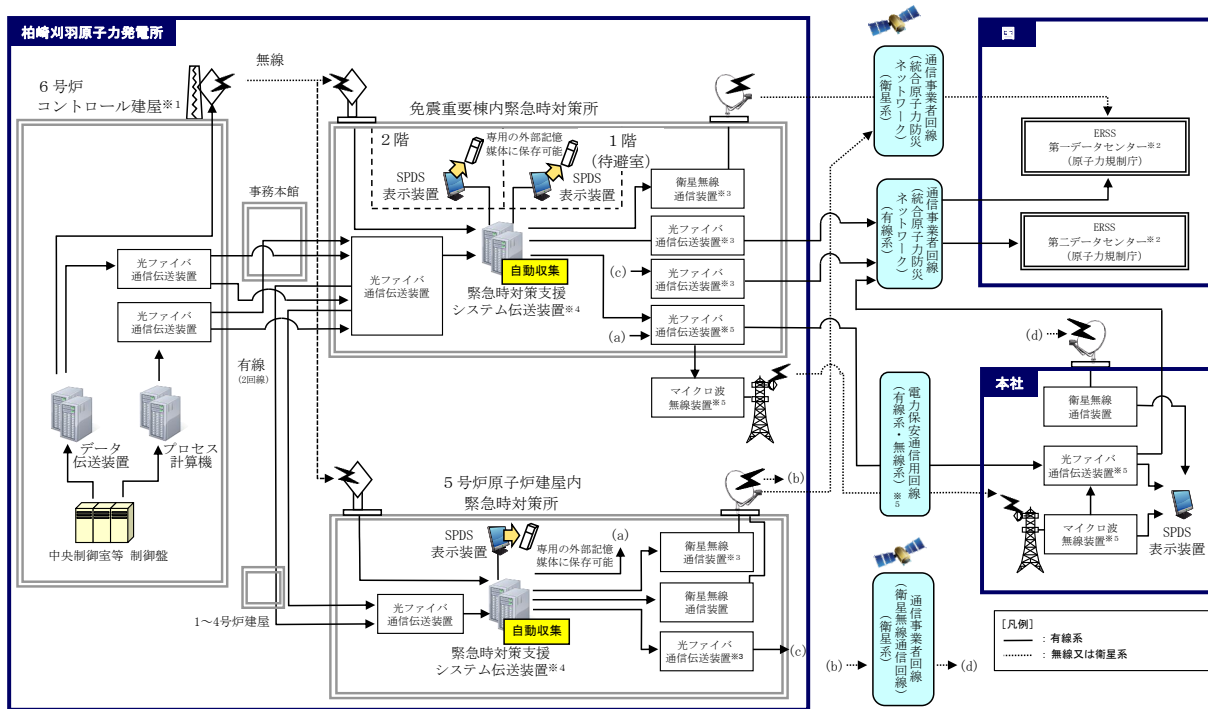 柏崎刈羽原子力発電所
6号炉
コントロール建屋※1
無線
事務本館
光ファイバ
通信伝送装置
光ファイバ
通信伝送装置
有線
(2回線)
データ
伝送装置
プロセス
計算機
中央制御室等 制御盤
1～4号炉建屋
免震重要棟内緊急時対策所
2階
専用の外部記憶
媒体に保存可能
1階
(待避室)
SPDS
表示装置
SPDS
表示装置
光ファイバ
通信伝送装置
自動収集
緊急時対策支援
システム伝送装置※4
衛星無線
通信装置※3
光ファイバ
通信伝送装置※3
(c)
光ファイバ
通信伝送装置※3
(a)
光ファイバ
通信伝送装置※5
マイクロ波
無線装置※5
5号炉原子炉建屋内
緊急時対策所
(b)
SPDS
表示装置
(a)
専用の外部記憶
媒体に保存可能
光ファイバ
通信伝送装置
自動収集
緊急時対策支援
システム伝送装置※4
衛星無線
通信装置※3
衛星無線
通信装置
光ファイバ
通信伝送装置※3
(c)
通信事業者回線
(統合原子力防災
ネットワーク)
(衛星系)
通信事業者回線
(統合原子力防災
ネットワーク)
(有線系)
電力保安通信用回線
(有線系・無線系)
※5
通信事業者回線
(衛星無線通信回線)
(衛星系)
(b)
(d)
国
ERSS
第一データセンター※2
(原子力規制庁)
ERSS
第二データセンター※2
(原子力規制庁)
(d)
本社
衛星無線
通信装置
光ファイバ
通信伝送装置※5
マイクロ波
無線装置※5
SPDS
表示装置
[凡例]
：有線系
：無線又は衛星系